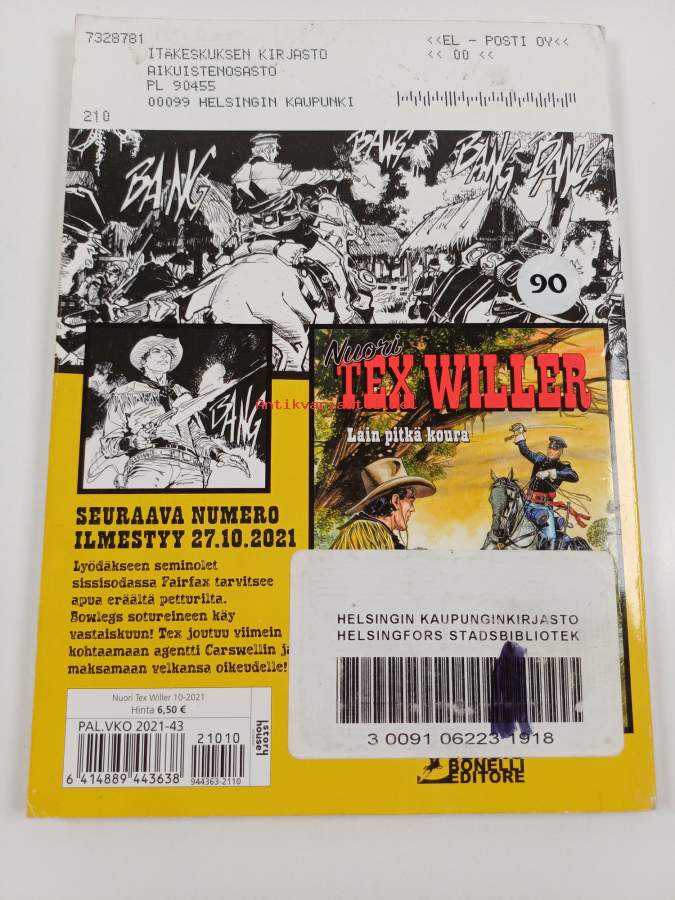 7328781
<<EL - POSTI OY<<
ITÄKESKUKSEN KIRJASTO
<< 00 <<
AIKUISTENOSASTO
PL 90455
00099 HELSINGIN KAUPUNKI
210
BANG
BANG
BANG
BANG
90
BANG
Nuori
TEX WILLER
Lain pitkä koura
SEURAAVA NUMERO
ILMESTYY 27.10.2021
Lyödäkseen seminolet
sissisodassa Fairfax tarvitsee
apua eräältä petturilta.
Bowlegs sotureineen käy
vastaiskuun! Tex joutuu viimein
kohtaamaan agentti Carswellin ja
maksamaan velkansa oikeudelle!
HELSINGIN KAUPUNGINKIRJASTO
HELSINGFORS STADSBIBLIOTEK
3 0091 06223 1918
Nuori Tex Willer 10-2021
Hinta 6,50 €
PAL.VKO 2021-43
21010
6 414889 443638
944363-2110
story
house
BONELLI
EDITORE